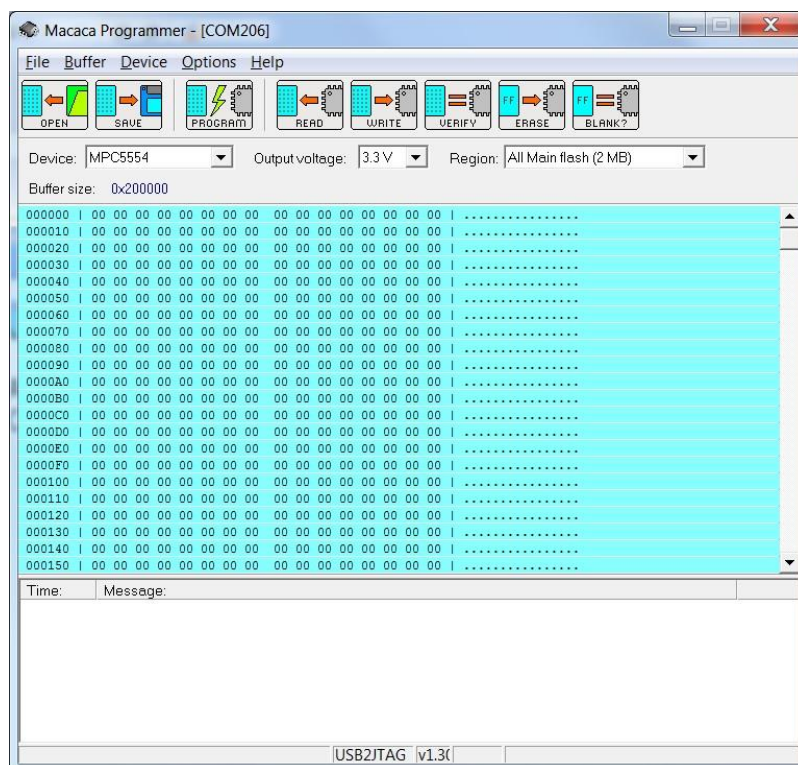 Macaca Programmer - [COM206]
File Buffer Device Options Help
OPEN SAVE PROGRAM READ WRITE VERIFY FF ERASE FF BLANK?
Device: MPC5554 Output voltage: 3.3 V Region: All Main flash (2 MB)
Buffer size: 0x200000
000000 | 00 00 00 00 00 00 00 00 00 00 00 00 00 00 00 00 | ................
000010 | 00 00 00 00 00 00 00 00 00 00 00 00 00 00 00 00 | ................
000020 | 00 00 00 00 00 00 00 00 00 00 00 00 00 00 00 00 | ................
000030 | 00 00 00 00 00 00 00 00 00 00 00 00 00 00 00 00 | ................
000040 | 00 00 00 00 00 00 00 00 00 00 00 00 00 00 00 00 | ................
000050 | 00 00 00 00 00 00 00 00 00 00 00 00 00 00 00 00 | ................
000060 | 00 00 00 00 00 00 00 00 00 00 00 00 00 00 00 00 | ................
000070 | 00 00 00 00 00 00 00 00 00 00 00 00 00 00 00 00 | ................
000080 | 00 00 00 00 00 00 00 00 00 00 00 00 00 00 00 00 | ................
000090 | 00 00 00 00 00 00 00 00 00 00 00 00 00 00 00 00 | ................
0000A0 | 00 00 00 00 00 00 00 00 00 00 00 00 00 00 00 00 | ................
0000B0 | 00 00 00 00 00 00 00 00 00 00 00 00 00 00 00 00 | ................
0000C0 | 00 00 00 00 00 00 00 00 00 00 00 00 00 00 00 00 | ................
0000D0 | 00 00 00 00 00 00 00 00 00 00 00 00 00 00 00 00 | ................
0000E0 | 00 00 00 00 00 00 00 00 00 00 00 00 00 00 00 00 | ................
0000F0 | 00 00 00 00 00 00 00 00 00 00 00 00 00 00 00 00 | ................
000100 | 00 00 00 00 00 00 00 00 00 00 00 00 00 00 00 00 | ................
000110 | 00 00 00 00 00 00 00 00 00 00 00 00 00 00 00 00 | ................
000120 | 00 00 00 00 00 00 00 00 00 00 00 00 00 00 00 00 | ................
000130 | 00 00 00 00 00 00 00 00 00 00 00 00 00 00 00 00 | ................
000140 | 00 00 00 00 00 00 00 00 00 00 00 00 00 00 00 00 | ................
000150 | 00 00 00 00 00 00 00 00 00 00 00 00 00 00 00 00 | ................
Time: Message:
USB2JTAG v1.3(